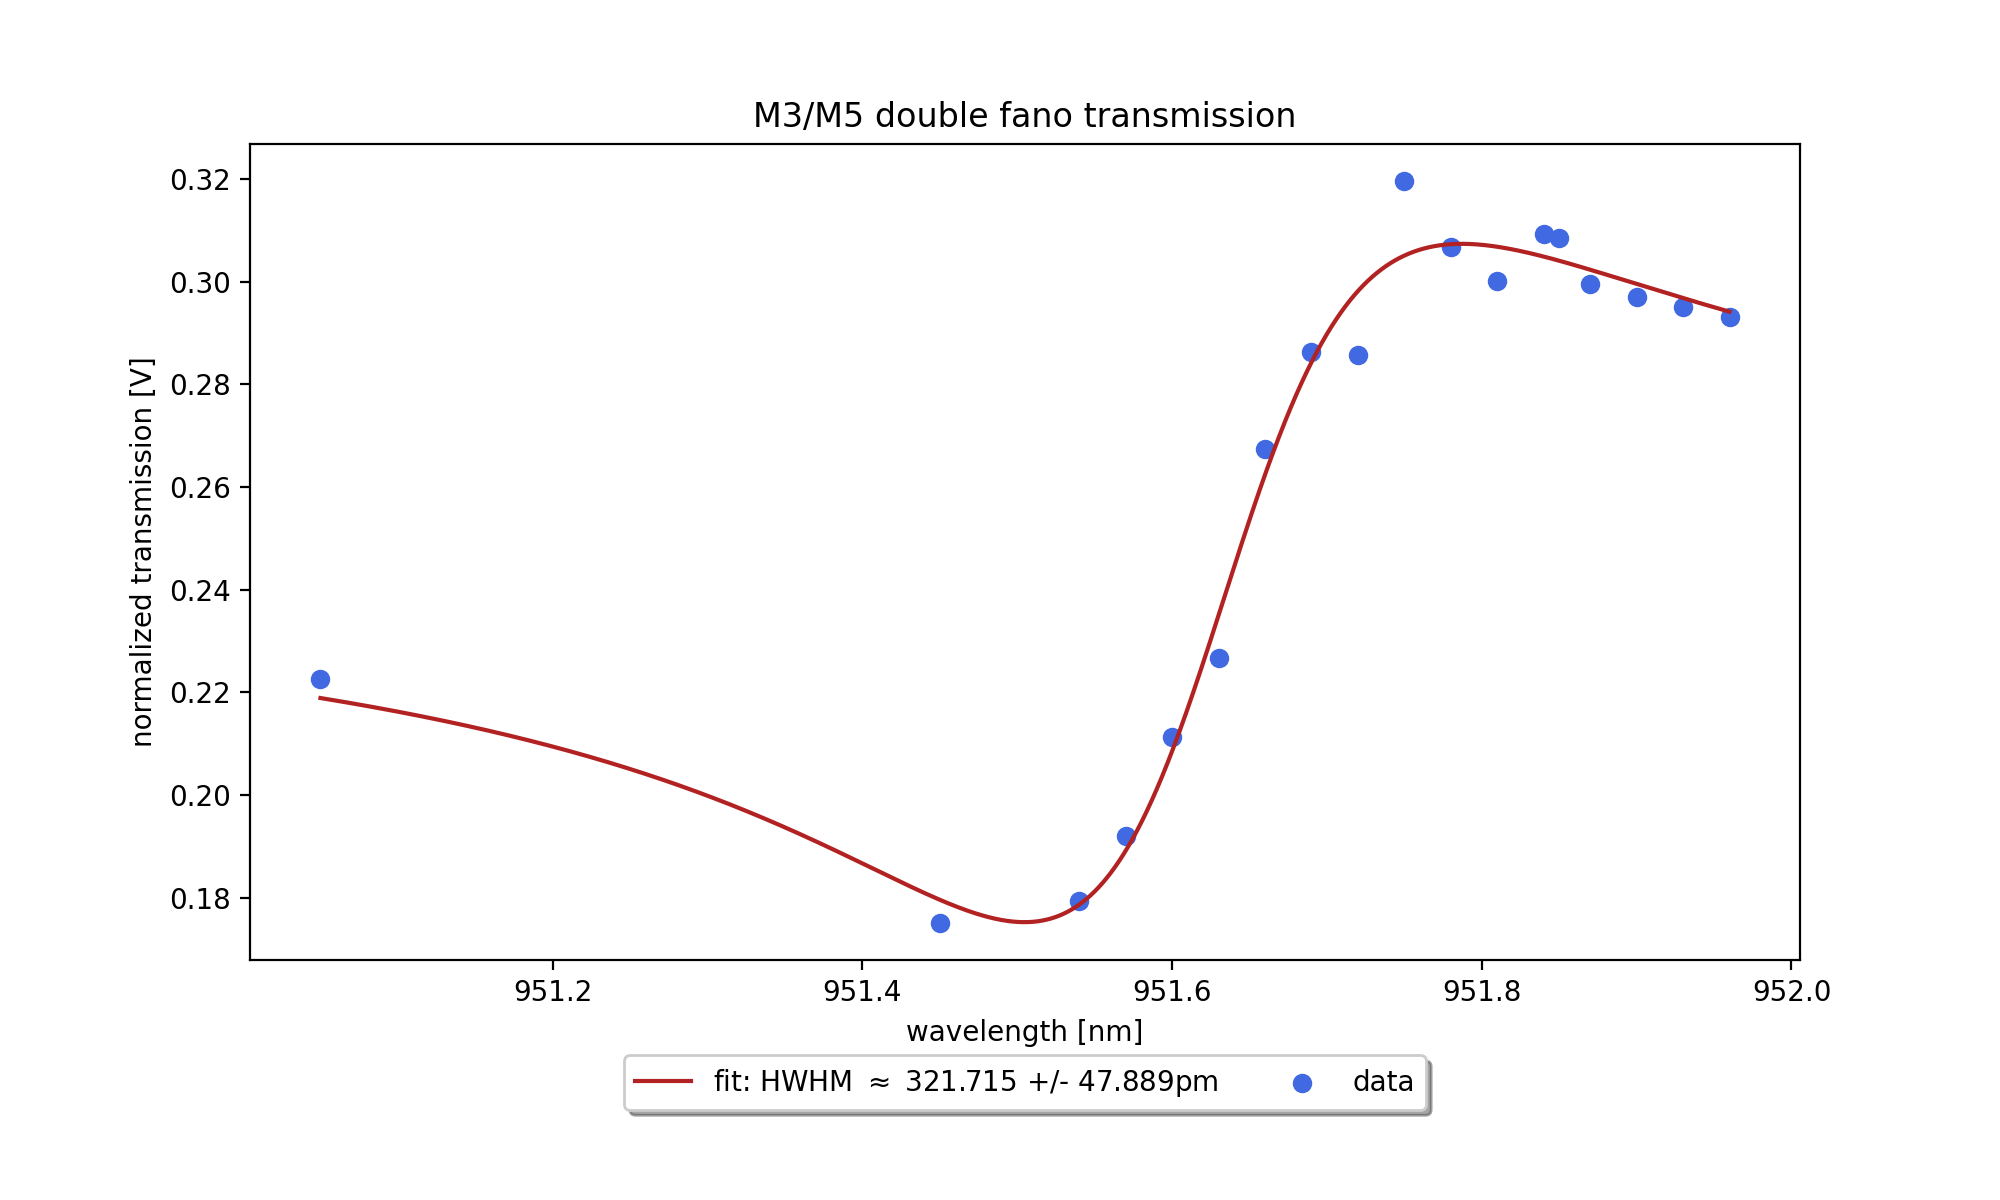 M3/M5 double fano transmission
normalized transmission [V]
0.32
0.30
0.28
0.26
0.24
0.22
0.20
0.18
951.2 951.4 951.6 951.8 952.0
wavelength [nm]
fit: HWHM ≈ 321.715 +/- 47.889pm data